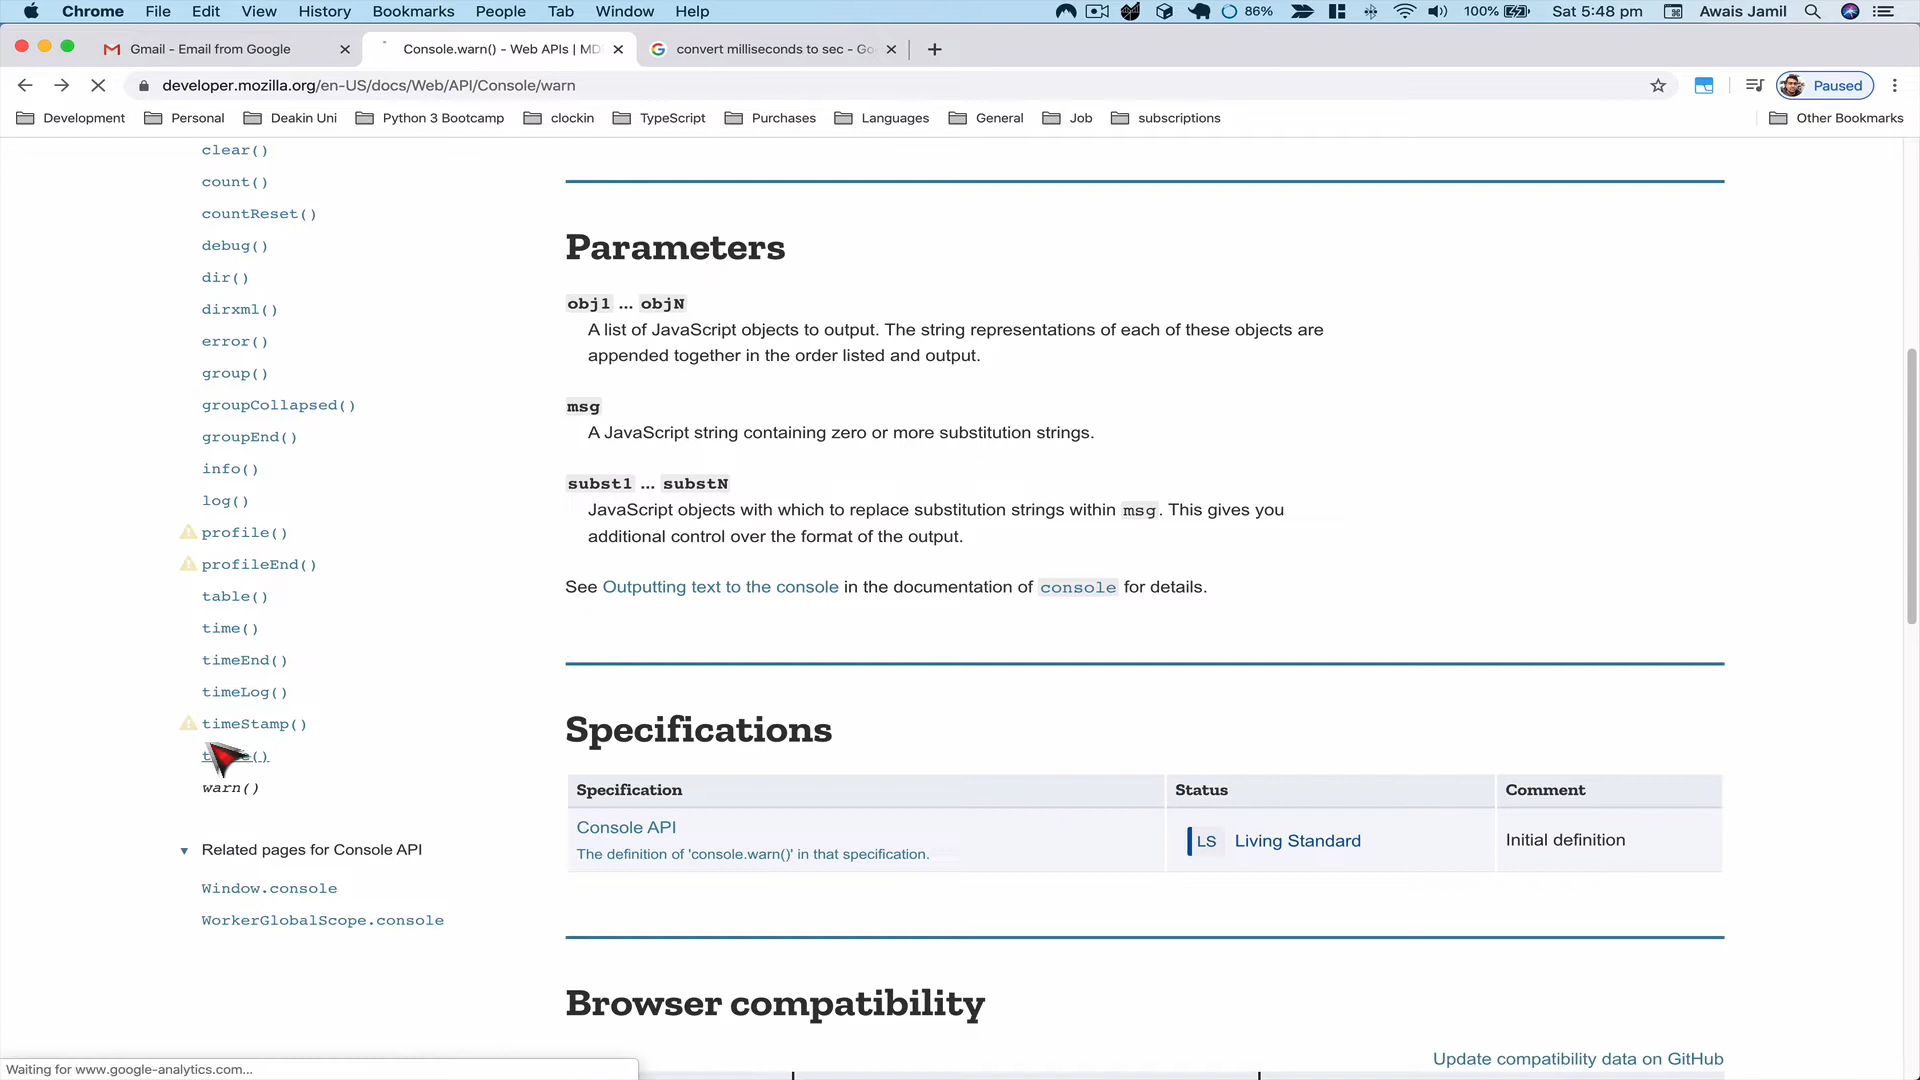 Chrome File Edit View History Bookmarks People Tab Window Help 86% 100% Sat 5:48 pm Awais Jamil
Gmail - Email from Google
Console.warn() - Web APIs | MD
convert milliseconds to sec - Go
developer.mozilla.org/en-US/docs/Web/API/Console/warn
Paused
Development Personal Deakin Uni Python 3 Bootcamp clockin TypeScript Purchases Languages General Job subscriptions Other Bookmarks
clear()
count()
countReset()
debug()
dir()
dirxml()
error()
group()
groupCollapsed()
groupEnd()
info()
log()
profile()
profileEnd()
table()
time()
timeEnd()
timeLog()
timeStamp()
warn()
Related pages for Console API
Window.console
WorkerGlobalScope.console
Parameters
obj1 ... objN
A list of JavaScript objects to output. The string representations of each of these objects are
appended together in the order listed and output.
msg
A JavaScript string containing zero or more substitution strings.
subst1 ... substN
JavaScript objects with which to replace substitution strings within msg. This gives you
additional control over the format of the output.
See Outputting text to the console in the documentation of console for details.
Specifications
Specification Status Comment
Console API
The definition of 'console.warn()' in that specification.
LS Living Standard
Initial definition
Browser compatibility
Update compatibility data on GitHub
Waiting for www.google-analytics.com...